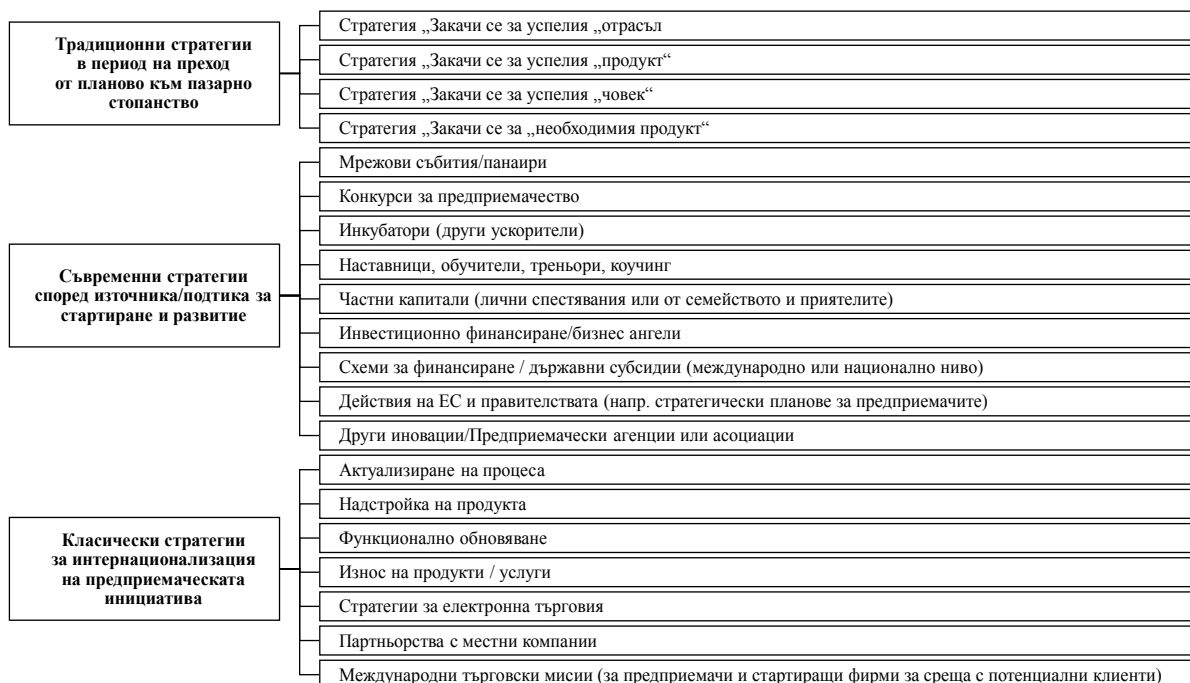 Традиционни стратегии
в период на преход
от планово към пазарно
стопанство
Стратегия „Закачи се за успелия „отрасъл
Стратегия „Закачи се за успелия „продукт“
Стратегия „Закачи се за успелия „човек“
Стратегия „Закачи се за „необходимия продукт“
Съвременни стратегии
според източника/подтика за
стартиране и развитие
Мрежови събития/панаири
Конкурси за предприемачество
Инкубатори (други ускорители)
Наставници, обучители, треньори, коучинг
Частни капитали (лични спестявания или от семейството и приятелите)
Инвестиционно финансиране/бизнес ангели
Схеми за финансиране / държавни субсидии (международно или национално ниво)
Действия на ЕС и правителствата (напр. стратегически планове за предприемачите)
Други иновации/Предприемачески агенции или асоциации
Класически стратегии
за интернационализация
на предприемаческата
инициатива
Актуализиране на процеса
Надстройка на продукта
Функционално обновяване
Износ на продукти / услуги
Стратегии за електронна търговия
Партньорства с местни компании
Международни търговски мисии (за предприемачи и стартиращи фирми за среща с потенциални клиенти)